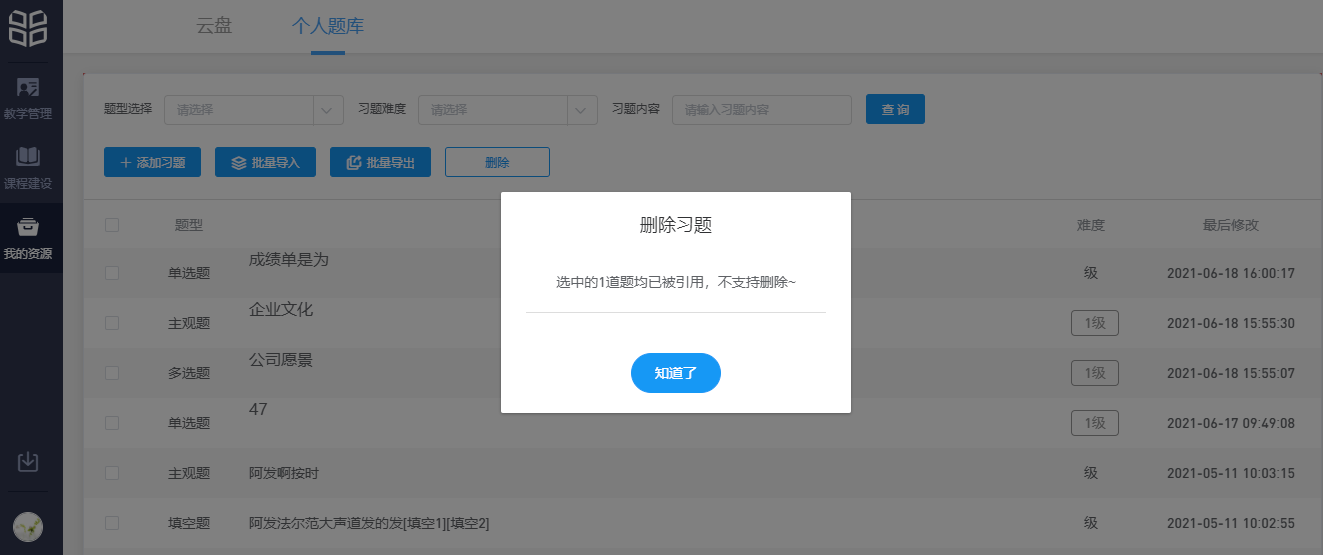 云盘 个人题库
教学管理
课程建设
我的资源
题型选择 请选择 习题难度 请选择 习题内容 请输入习题内容 查询
添加习题 批量导入 批量导出 删除
题型 难度 最后修改
单选题 成绩单是为 级 2021-06-18 16:00:17
主观题 企业文化 1级 2021-06-18 15:55:30
多选题 公司愿景 1级 2021-06-18 15:55:07
单选题 47 1级 2021-06-17 09:49:08
主观题 阿发啊按时 级 2021-05-11 10:03:15
填空题 阿发法尔范大声道发的发[填空1][填空2] 级 2021-05-11 10:02:55
删除习题
选中的1道题均已被引用，不支持删除~
知道了